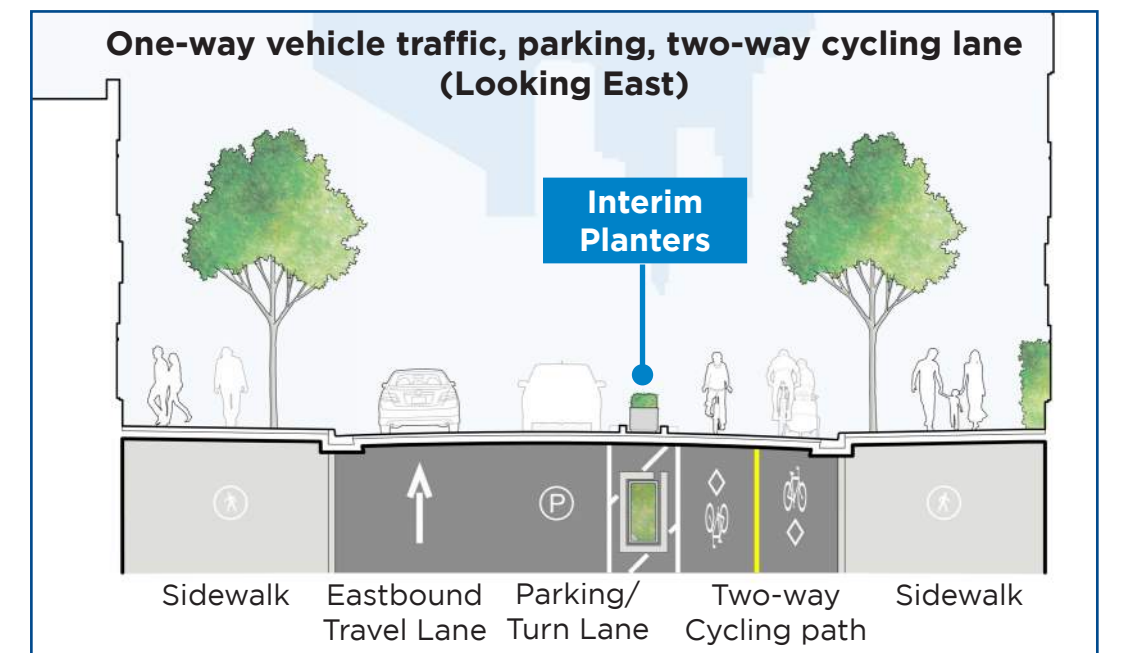 One-way vehicle traffic, parking, two-way cycling lane
(Looking East)
Interim
Planters
P
Sidewalk
Eastbound
Travel Lane
Parking/
Turn Lane
Two-way
Cycling path
Sidewalk